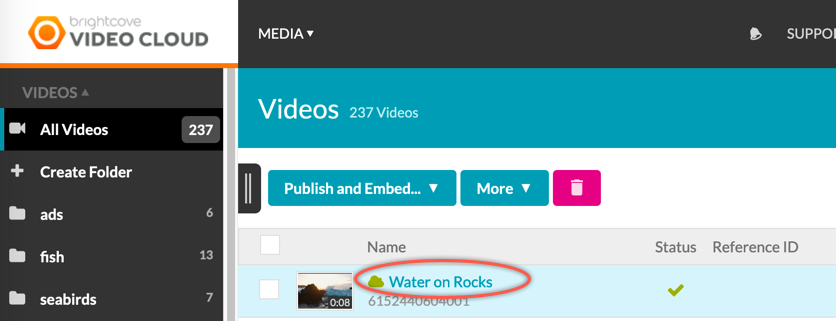 brightcove
VIDEO CLOUD
MEDIA ▾
SUPPO
VIDEOS ▴
All Videos 237
Create Folder
ads 6
fish 13
seabirds 7
Videos 237 Videos
Publish and Embed... ▼
More ▼
Name Status Reference ID
0:08
Water on Rocks
6152440604001